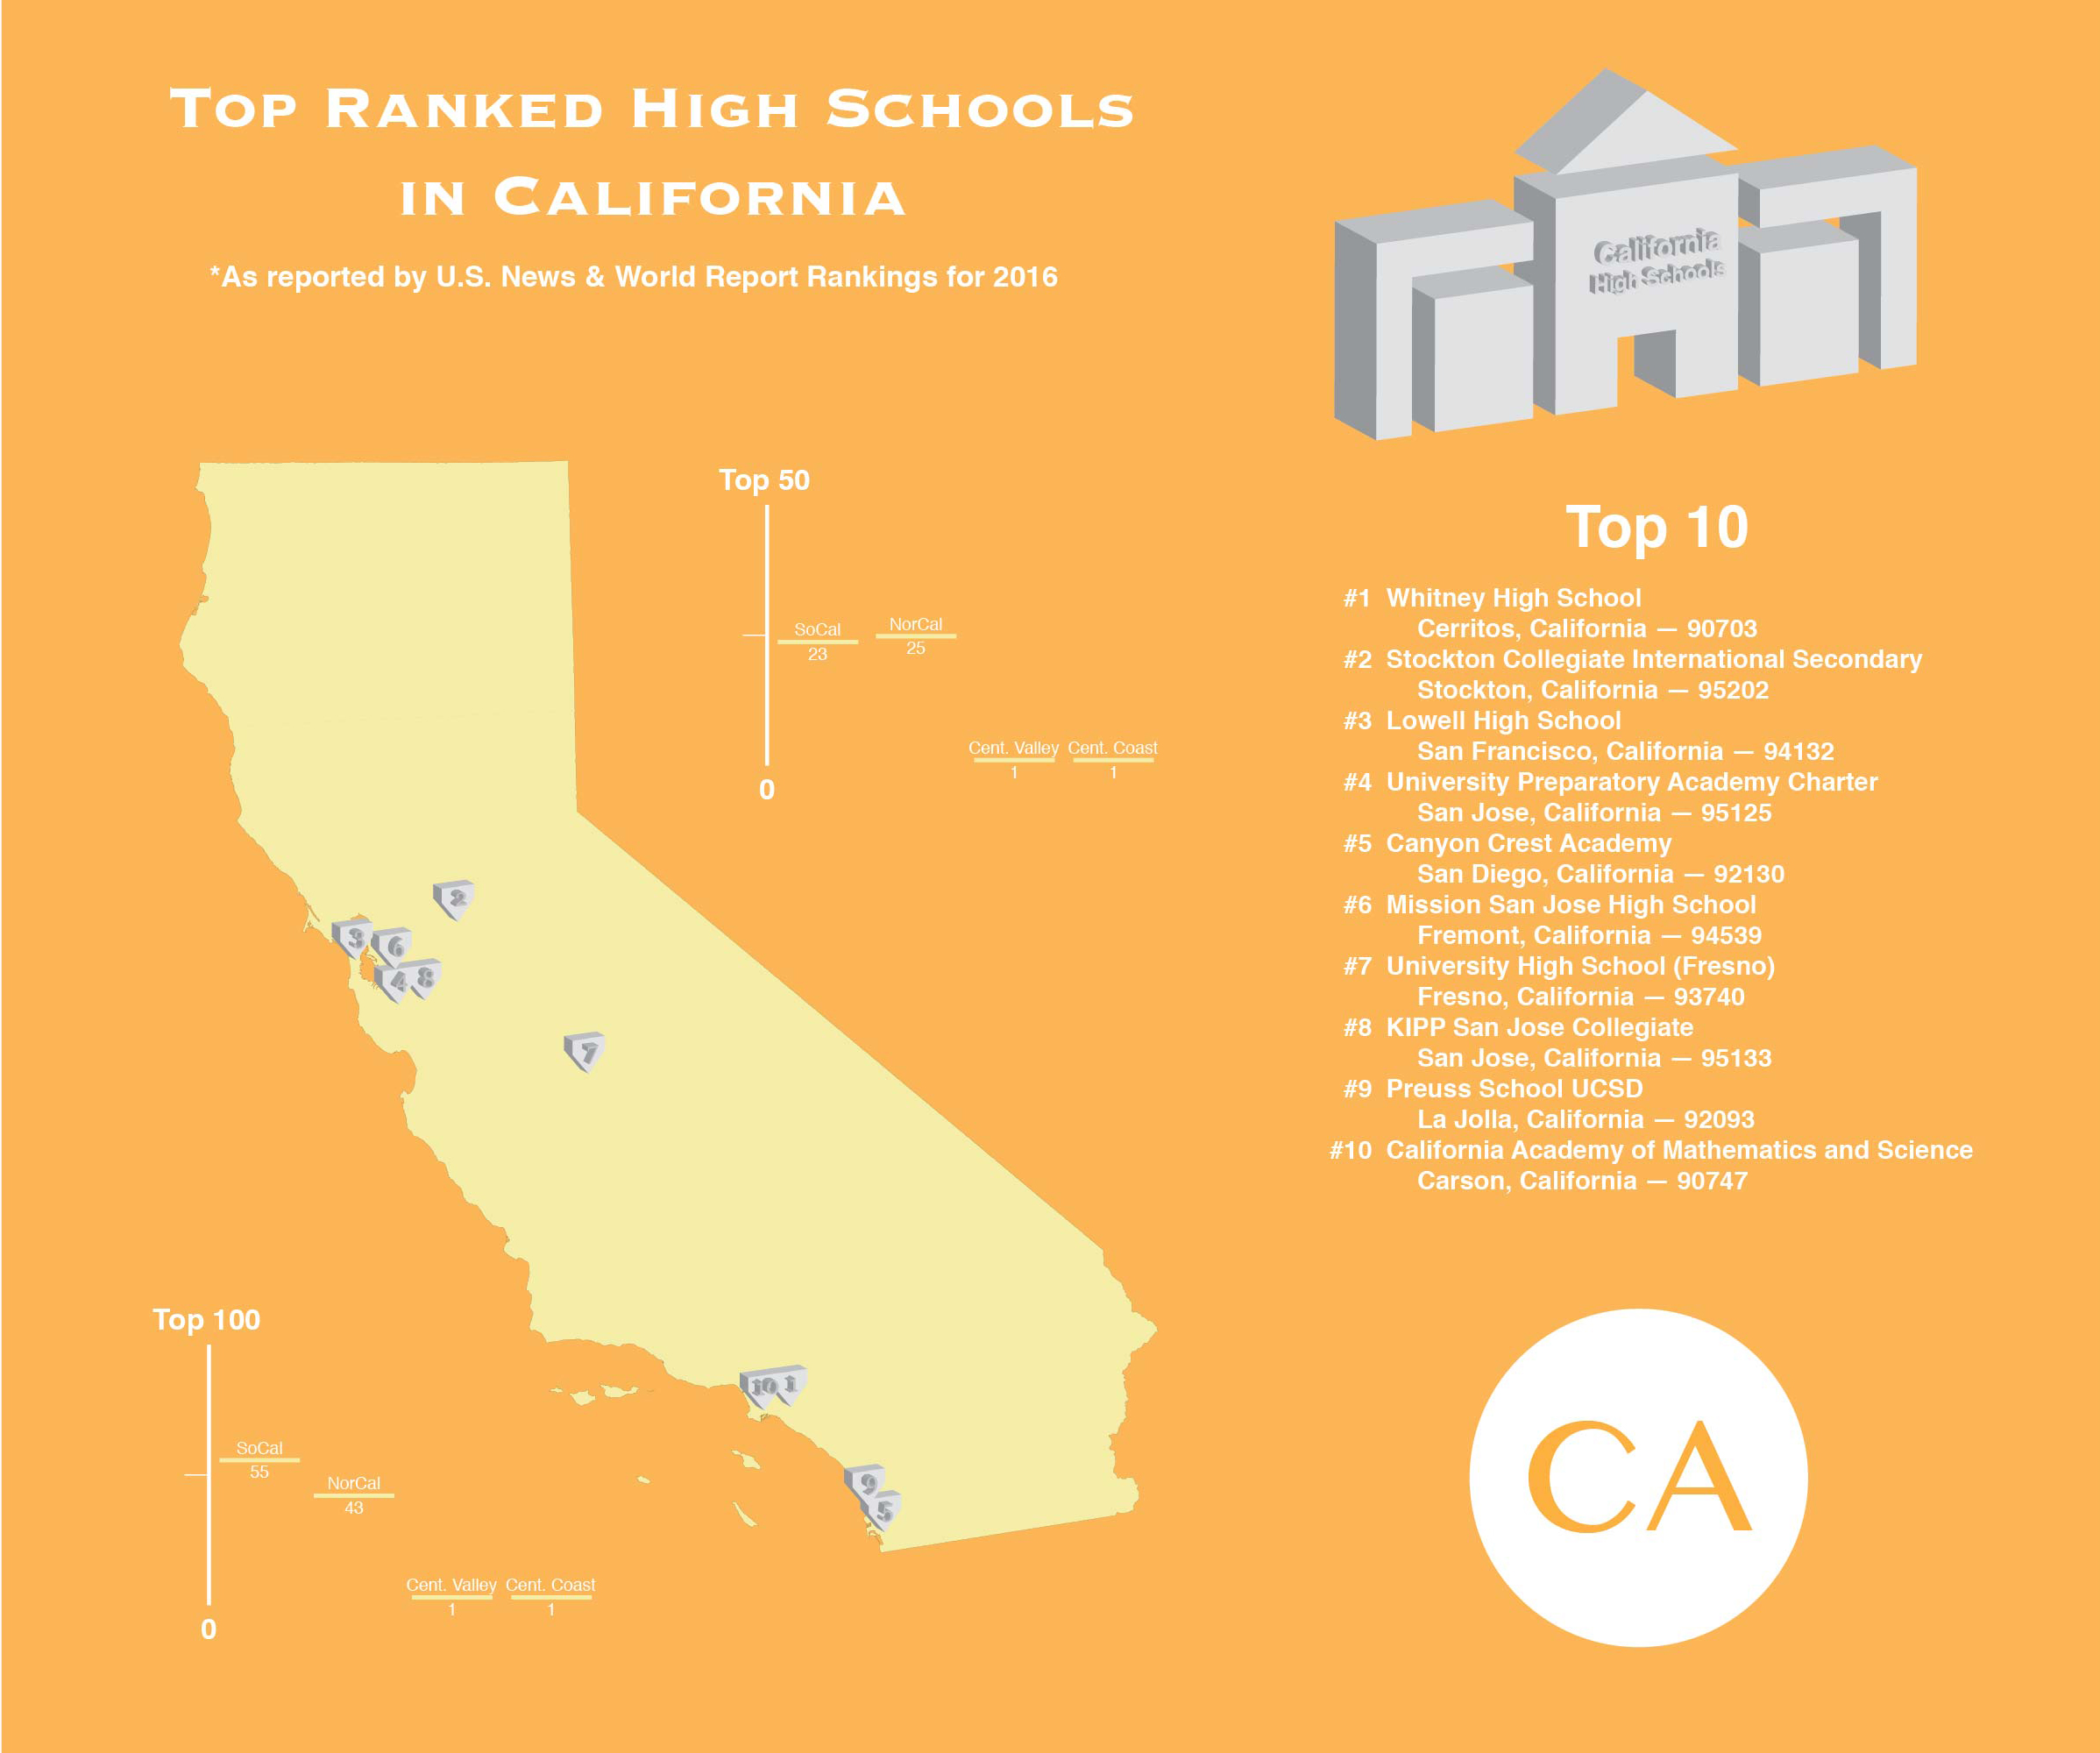 Top Ranked High Schools
in California
*As reported by U.S. News & World Report Rankings for 2016
California
High Schools
Top 50
SoCal
23
NorCal
25
Cent. Valley
1
Cent. Coast
1
0
Top 10
#1 Whitney High School
Cerritos, California — 90703
#2 Stockton Collegiate International Secondary
Stockton, California — 95202
#3 Lowell High School
San Francisco, California — 94132
#4 University Preparatory Academy Charter
San Jose, California — 95125
#5 Canyon Crest Academy
San Diego, California — 92130
#6 Mission San Jose High School
Fremont, California — 94539
#7 University High School (Fresno)
Fresno, California — 93740
#8 KIPP San Jose Collegiate
San Jose, California — 95133
#9 Preuss School UCSD
La Jolla, California — 92093
#10 California Academy of Mathematics and Science
Carson, California — 90747
2
3
6
4
8
7
10
1
9
5
Top 100
SoCal
55
NorCal
43
Cent. Valley
1
Cent. Coast
1
0
CA